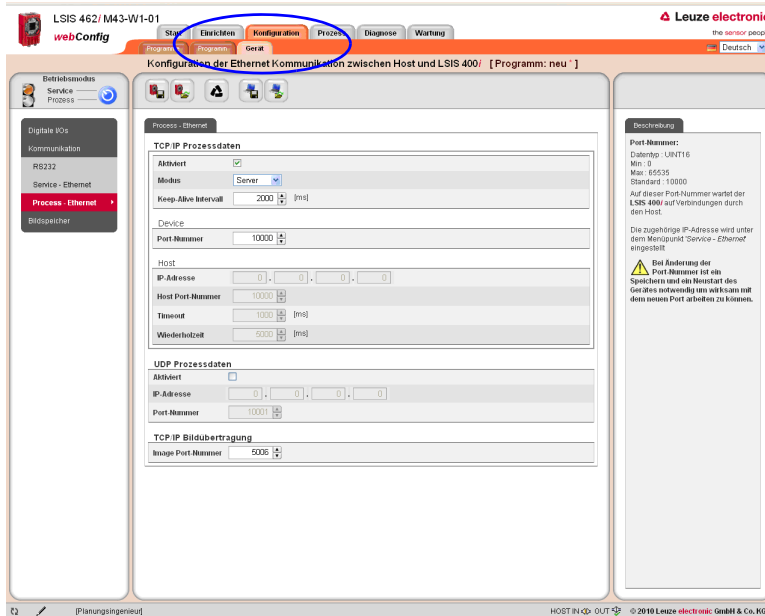 LSIS 462i M43-W1-01
webConfig
Leuze electronic
the sensor peop
Start Einrichten Konfiguration Prozess Diagnose Wartung
Programm Gerät
Deutsch
Konfiguration der Ethernet Kommunikation zwischen Host und LSIS 400i [ Programm: neu * ]
Betriebsmodus
Service
Prozess
Digitale I/Os
Kommunikation
RS232
Service - Ethernet
Process - Ethernet
Bildspeicher
Process - Ethernet
TCP/IP Prozessdaten
Aktiviert
Modus Server
Keep-Alive Intervall 2000 [ms]
Device
Port-Nummer 10000
Host
IP-Adresse 0 . 0 . 0 . 0
Host Port-Nummer 10000
Timeout 1000 [ms]
Wiederholzeit 5000 [ms]
UDP Prozessdaten
Aktiviert
IP-Adresse 0 . 0 . 0 . 0
Port-Nummer 10001
TCP/IP Bildübertragung
Image Port-Nummer 5006
Beschreibung
Port-Nummer:
Datentyp : UINT16
Min : 0
Max : 65535
Standard : 10000
Auf dieser Port-Nummer wartet der
LSIS 400i auf Verbindungen durch
den Host.
Die zugehörige IP-Adresse wird unter
dem Menüpunkt 'Service - Ethernet'
eingestellt
Bei Änderung der
Port-Nummer ist ein
Speichern und ein Neustart des
Gerätes notwendig um wirksam mit
dem neuen Port arbeiten zu können.
[Planungsingenieur]
HOST IN OUT © 2010 Leuze electronic GmbH & Co. KG